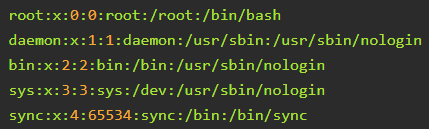 root:x:0:0:root:/root:/bin/bash
daemon:x:1:1:daemon:/usr/sbin:/usr/sbin/nologin
bin:x:2:2:bin:/bin:/usr/sbin/nologin
sys:x:3:3:sys:/dev:/usr/sbin/nologin
sync:x:4:65534:sync:/bin:/bin/sync